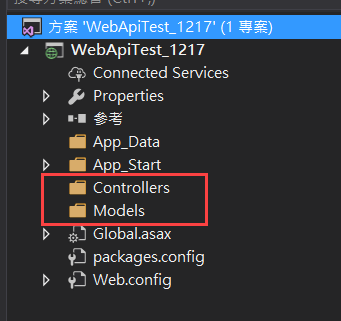 方案 'WebApiTest_1217' (1 專案)
WebApiTest_1217
Connected Services
Properties
參考
App_Data
App_Start
Controllers
Models
Global.asax
packages.config
Web.config